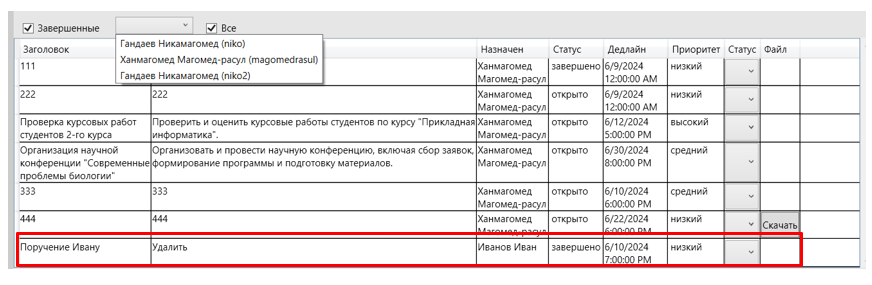 Завершенные
Все
Гандаев Никамагомед (niko)
Ханмагомед Магомед-расул (magomedrasul)
Гандаев Никамагомед (niko2)
Заголовок Назначен Статус Дедлайн Приоритет Статус Файл
111 Ханмагомед завершено 6/9/2024 низкий
Магомед-расул 12:00:00 AM
222 222 Ханмагомед открыто 6/9/2024 низкий
Магомед-расул 12:00:00 AM
Проверка курсовых работ Проверить и оценить курсовые работы студентов по курсу "Прикладная Ханмагомед открыто 6/12/2024 высокий
студентов 2-го курса информатика". Магомед-расул 5:00:00 PM
Организация научной Организовать и провести научную конференцию, включая сбор заявок, Ханмагомед открыто 6/30/2024 средний
конференции "Современные формирование программы и подготовку материалов. Магомед-расул 8:00:00 PM
проблемы биологии"
333 333 Ханмагомед открыто 6/10/2024 средний
Магомед-расул 6:00:00 PM
444 444 Ханмагомед открыто 6/22/2024 низкий
Магомед-расул 6:00:00 PM Скачать
Поручение Ивану Удалить Иванов Иван завершено 6/10/2024 низкий
7:00:00 PM